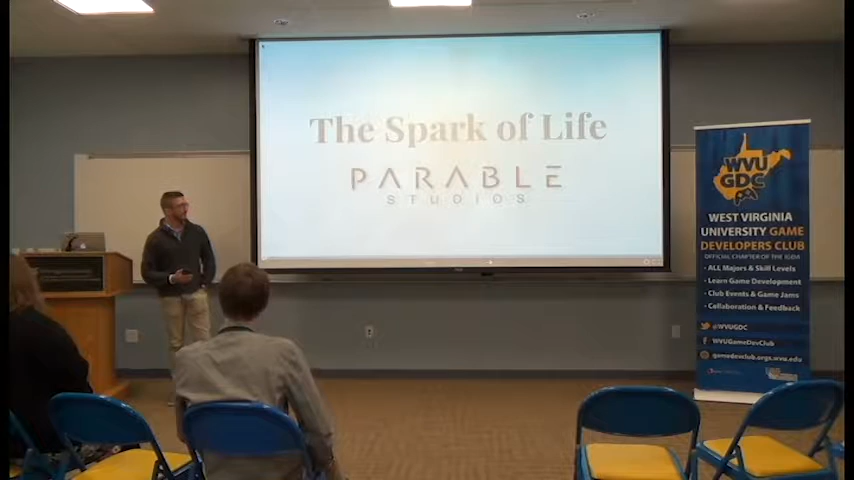 The Spark of Life
PARABLE
STUDIOS
WVU
GDC
WEST VIRGINIA
UNIVERSITY GAME
DEVELOPERS CLUB
OFFICIAL CHAPTER OF THE IGDA
· ALL Majors & Skill Levels
· Learn Game Development
· Club Events & Game Jams
· Collaboration & Feedback
@WVUGDC
WVUGameDevClub
gamedevclub.orgs.wvu.edu